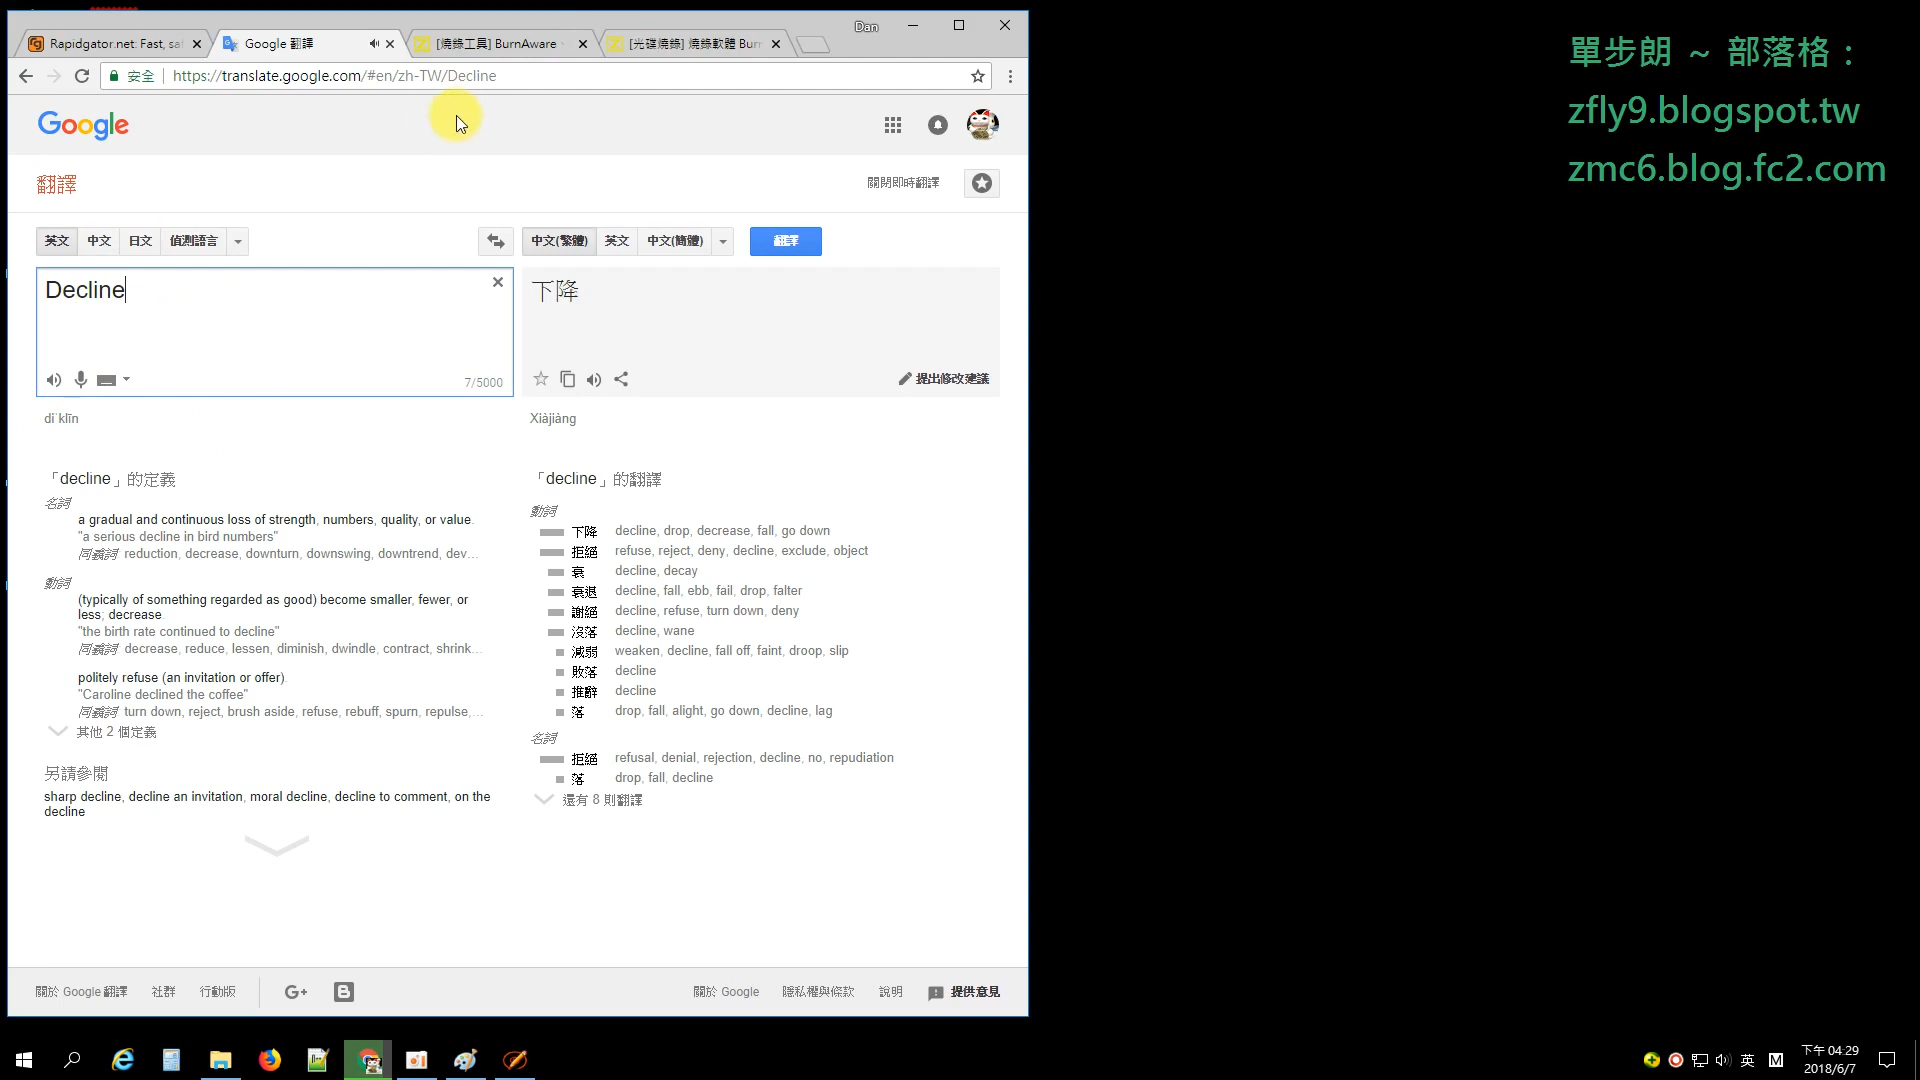 Dan
Rapidgator.net: Fast, sa
Google 翻譯
[燒錄工具] BurnAware
[光碟燒錄] 燒錄軟體 Burn
安全
https://translate.google.com/#en/zh-TW/Decline
Google
翻譯
關閉即時翻譯
英文 中文 日文 偵測語言
中文(繁體) 英文 中文(簡體) 翻譯
Decline
下降
7/5000
提出修改建議
diˈklīn
Xiàjiàng
「decline」的定義
名詞
a gradual and continuous loss of strength, numbers, quality, or value.
"a serious decline in bird numbers"
同義詞 reduction, decrease, downturn, downswing, downtrend, dev...
動詞
(typically of something regarded as good) become smaller, fewer, or
less; decrease.
"the birth rate continued to decline"
同義詞 decrease, reduce, lessen, diminish, dwindle, contract, shrink...
politely refuse (an invitation or offer).
"Caroline declined the coffee"
同義詞 turn down, reject, brush aside, refuse, rebuff, spurn, repulse,...
其他 2 個定義
另請參閱
sharp decline, decline an invitation, moral decline, decline to comment, on the
decline
「decline」的翻譯
動詞
下降 decline, drop, decrease, fall, go down
拒絕 refuse, reject, deny, decline, exclude, object
衰 decline, decay
衰退 decline, fall, ebb, fail, drop, falter
謝絕 decline, refuse, turn down, deny
沒落 decline, wane
減弱 weaken, decline, fall off, faint, droop, slip
敗落 decline
推辭 decline
落 drop, fall, alight, go down, decline, lag
名詞
拒絕 refusal, denial, rejection, decline, no, repudiation
落 drop, fall, decline
還有 8 則翻譯
關於 Google 翻譯 社群 行動版 G+
關於 Google 隱私權與條款 說明 提供意見
單步朗 ~ 部落格：
zfly9.blogspot.tw
zmc6.blog.fc2.com
英 M
下午 04:29
2018/6/7